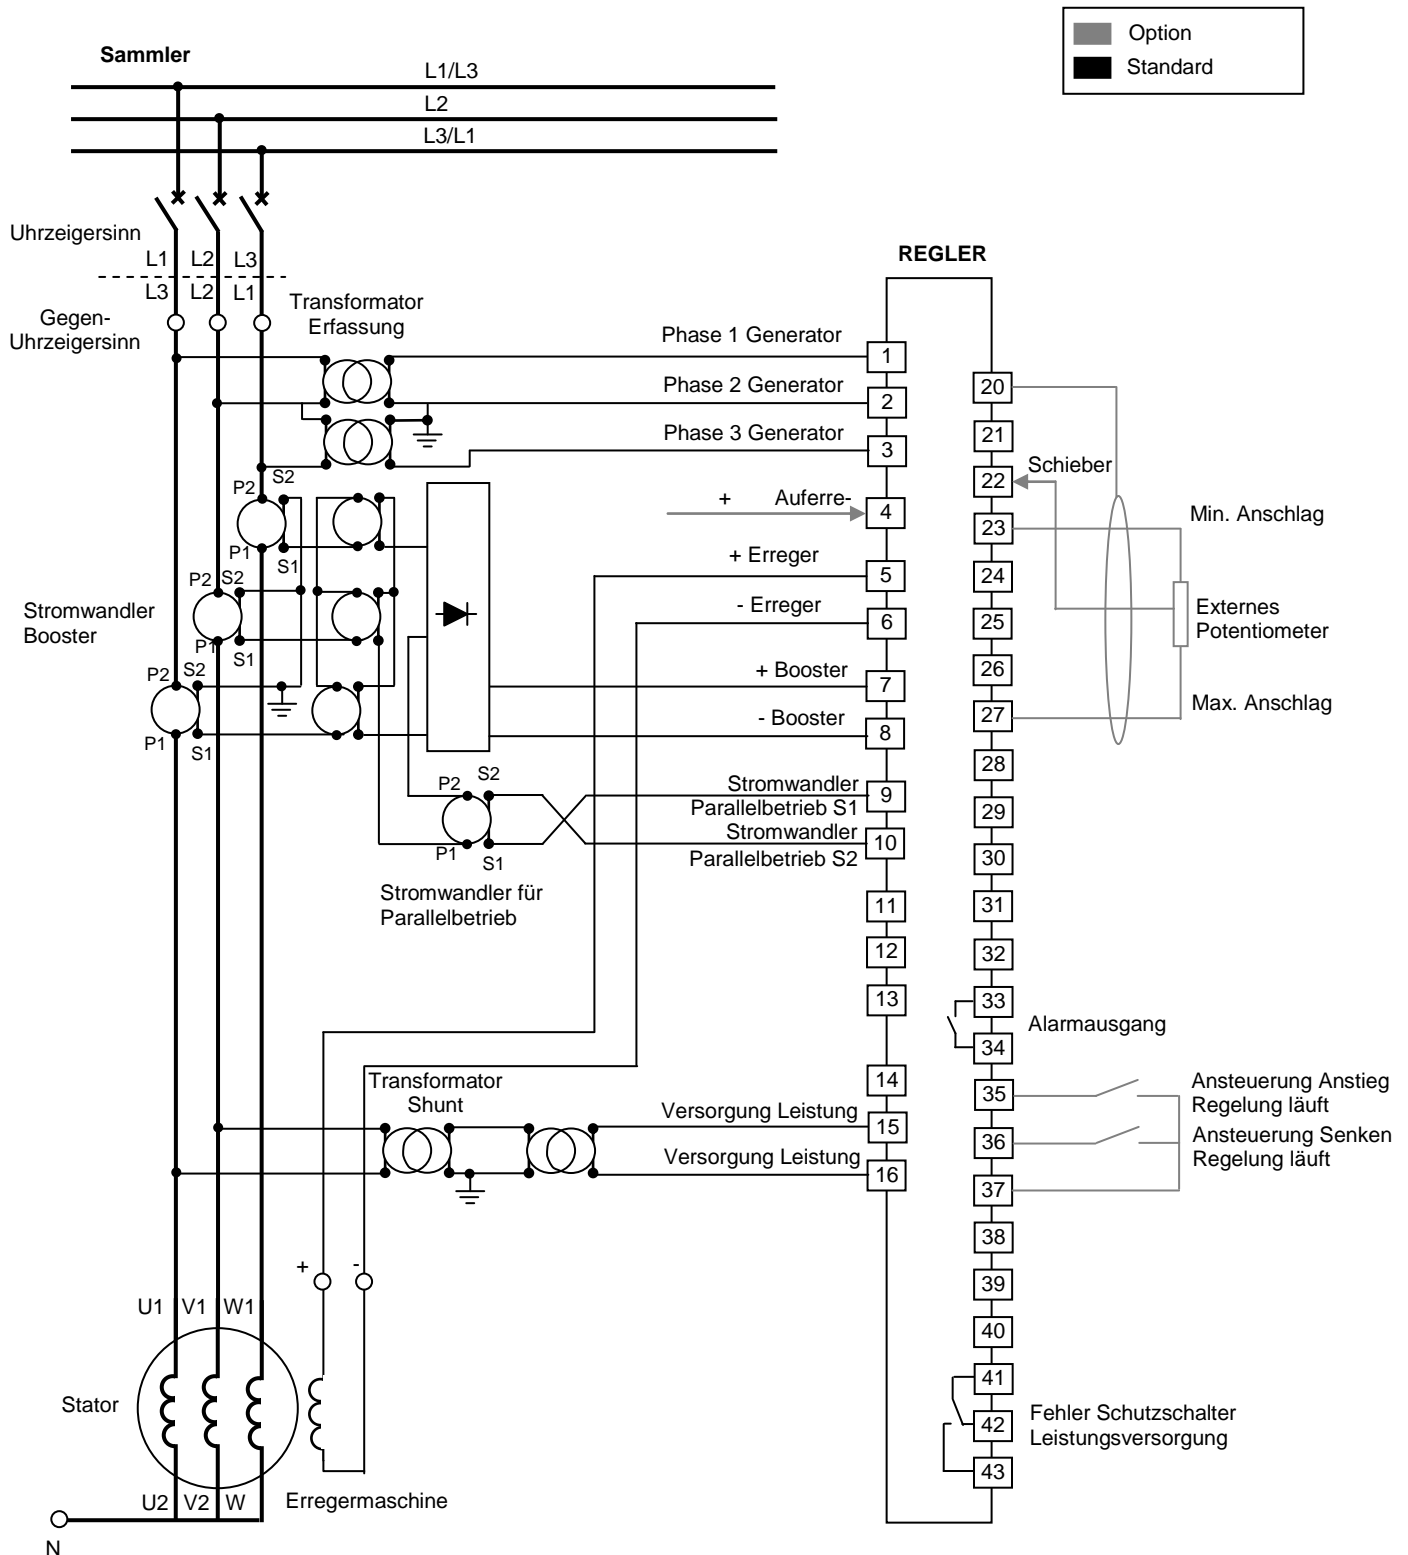 Option
Standard
Sammler
L1/L3
L2
L3/L1
Uhrzeigersinn
L1 L2 L3
L3 L2 L1
Gegen-
Uhrzeigersinn
Transformator
Erfassung
REGLER
Phase 1 Generator
1
Phase 2 Generator
2
Phase 3 Generator
3
+ Auferre-
4
+ Erreger
5
- Erreger
6
+ Booster
7
- Booster
8
Stromwandler
Parallelbetrieb S1
9
Stromwandler
Parallelbetrieb S2
10
11
12
13
14
Versorgung Leistung
15
Versorgung Leistung
16
P2 S2
P1 S1
P2 S2
P1 S1
P2 S2
P1 S1
Stromwandler
Booster
P2 S2
P1 S1
Stromwandler für
Parallelbetrieb
Transformator
Shunt
20
21
22
Schieber
23
Min. Anschlag
24
25
Externes
Potentiometer
26
27
Max. Anschlag
28
29
30
31
32
33
34
Alarmausgang
35
Ansteuerung Anstieg
Regelung läuft
36
Ansteuerung Senken
Regelung läuft
37
38
39
40
41
42
43
Fehler Schutzschalter
Leistungsversorgung
+ -
U1 V1 W1
Stator
U2 V2 W
Erregermaschine
N